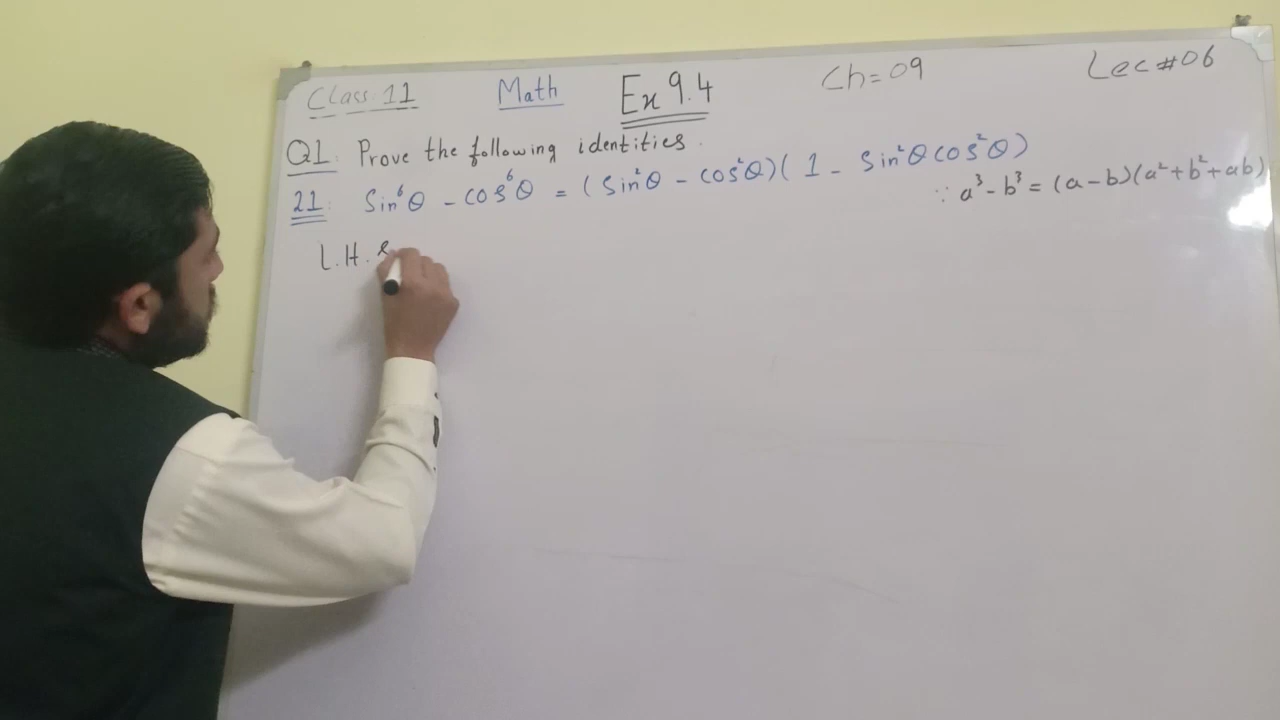 Class: 11 Math Ex 9.4 Ch = 09 Lec # 06
Q1: Prove the following identities.
21: Sin⁶θ - cos⁶θ = (Sin²θ - cos²θ)(1 - Sin²θ cos²θ)
∵ a³ - b³ = (a - b)(a² + b² + ab)
L.H.S